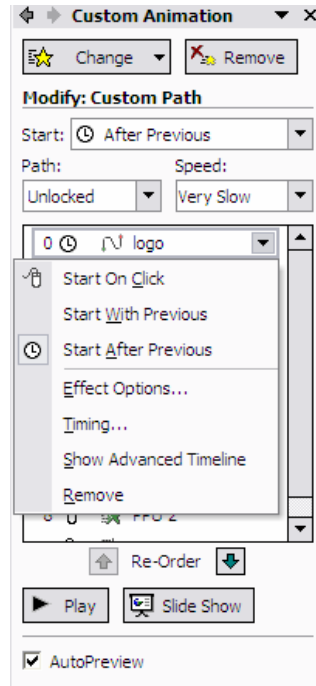 Custom Animation
Change Remove
Modify: Custom Path
Start: After Previous
Path: Speed:
Unlocked Very Slow
0 logo
Start On Click
Start With Previous
Start After Previous
Effect Options...
Timing...
Show Advanced Timeline
Remove
Re-Order
Play Slide Show
AutoPreview